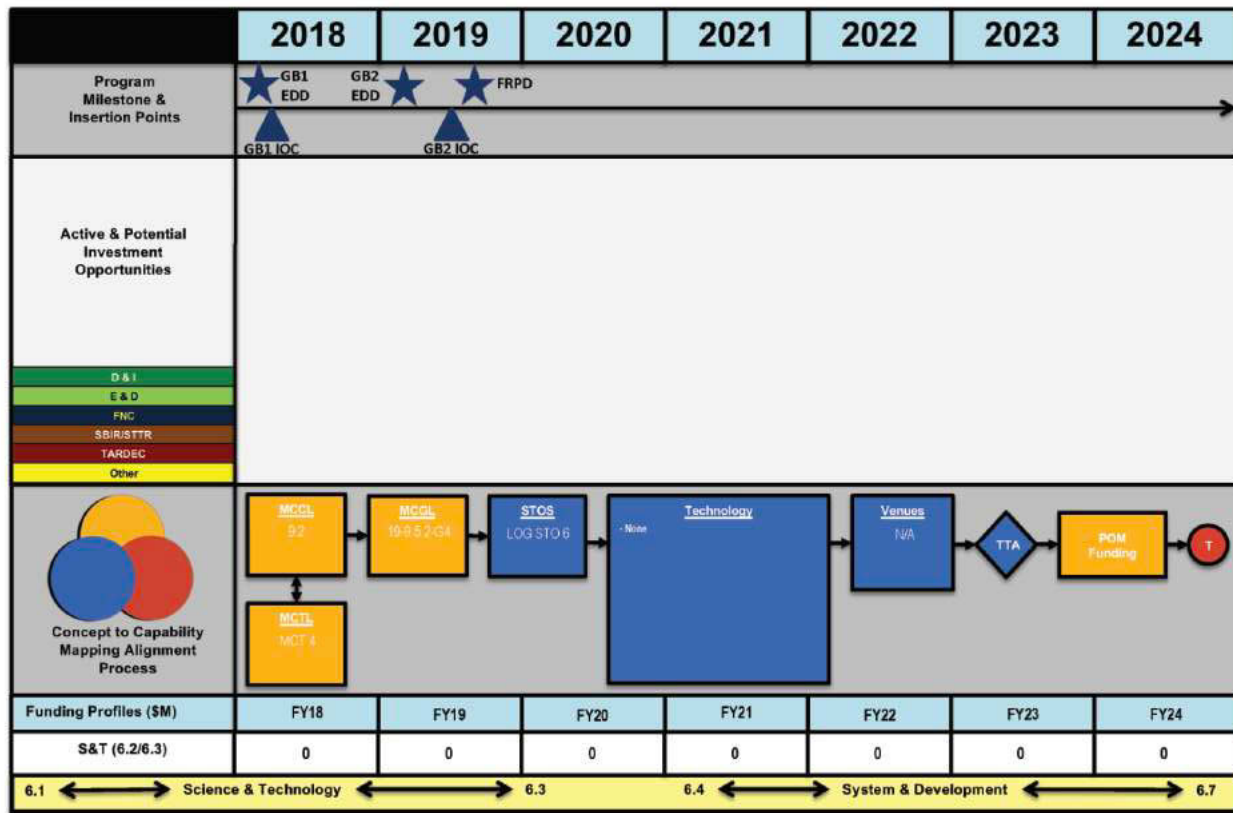 2018 2019 2020 2021 2022 2023 2024
Program
Milestone &
Insertion Points
GB1
EDD
GB2
EDD
FRPD
GB1 IOC
GB2 IOC
Active & Potential
Investment
Opportunities
D & I
E & D
FNC
SBIR/STTR
TARDEC
Other
Concept to Capability
Mapping Alignment
Process
MCCL
9.2
MCTL
MCT 4
MCGL
STOS
LOG STO 6
Technology
- None
Venues
N/A
TTA
POM
Funding
T
Funding Profiles ($M) FY18 FY19 FY20 FY21 FY22 FY23 FY24
S&T (6.2/6.3) 0 0 0 0 0 0 0
6.1 Science & Technology 6.3 6.4 System & Development 6.7